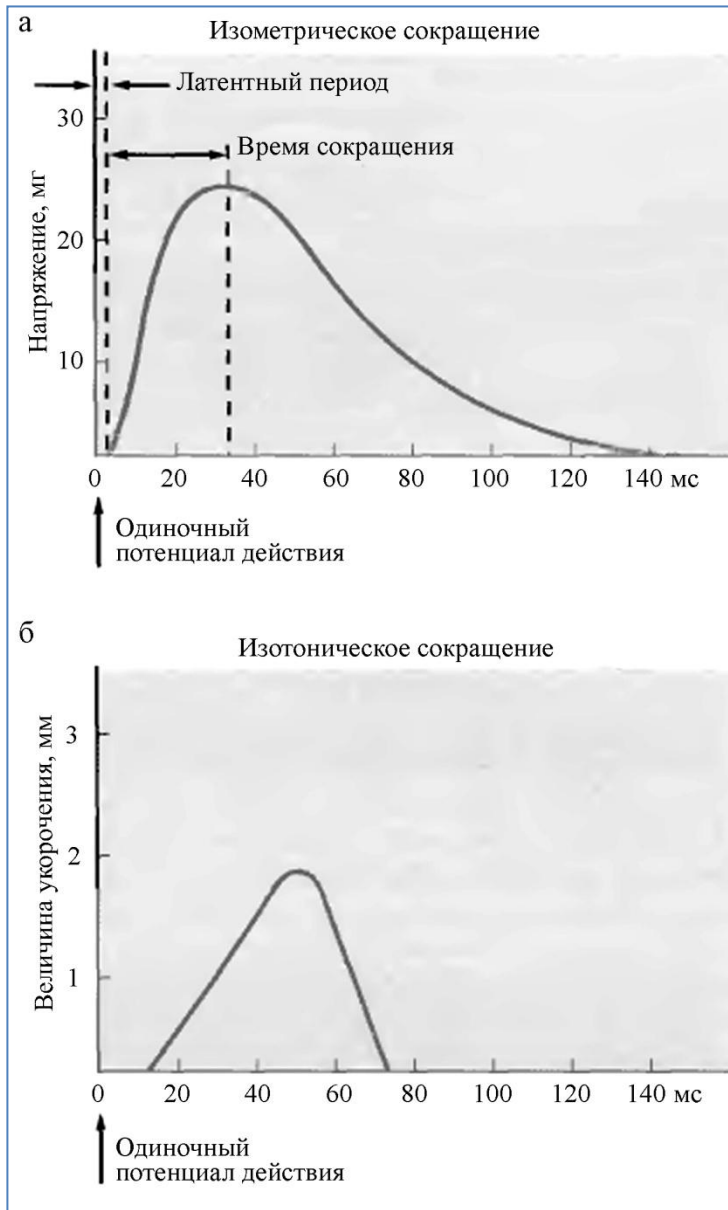 а
Изометрическое сокращение
Латентный период
Время сокращения
Напряжение, мг
30
20
10
0 20 40 60 80 100 120 140 мс
Одиночный
потенциал действия
б
Изотоническое сокращение
Величина укорочения, мм
3
2
1
0 20 40 60 80 100 120 140 мс
Одиночный
потенциал действия